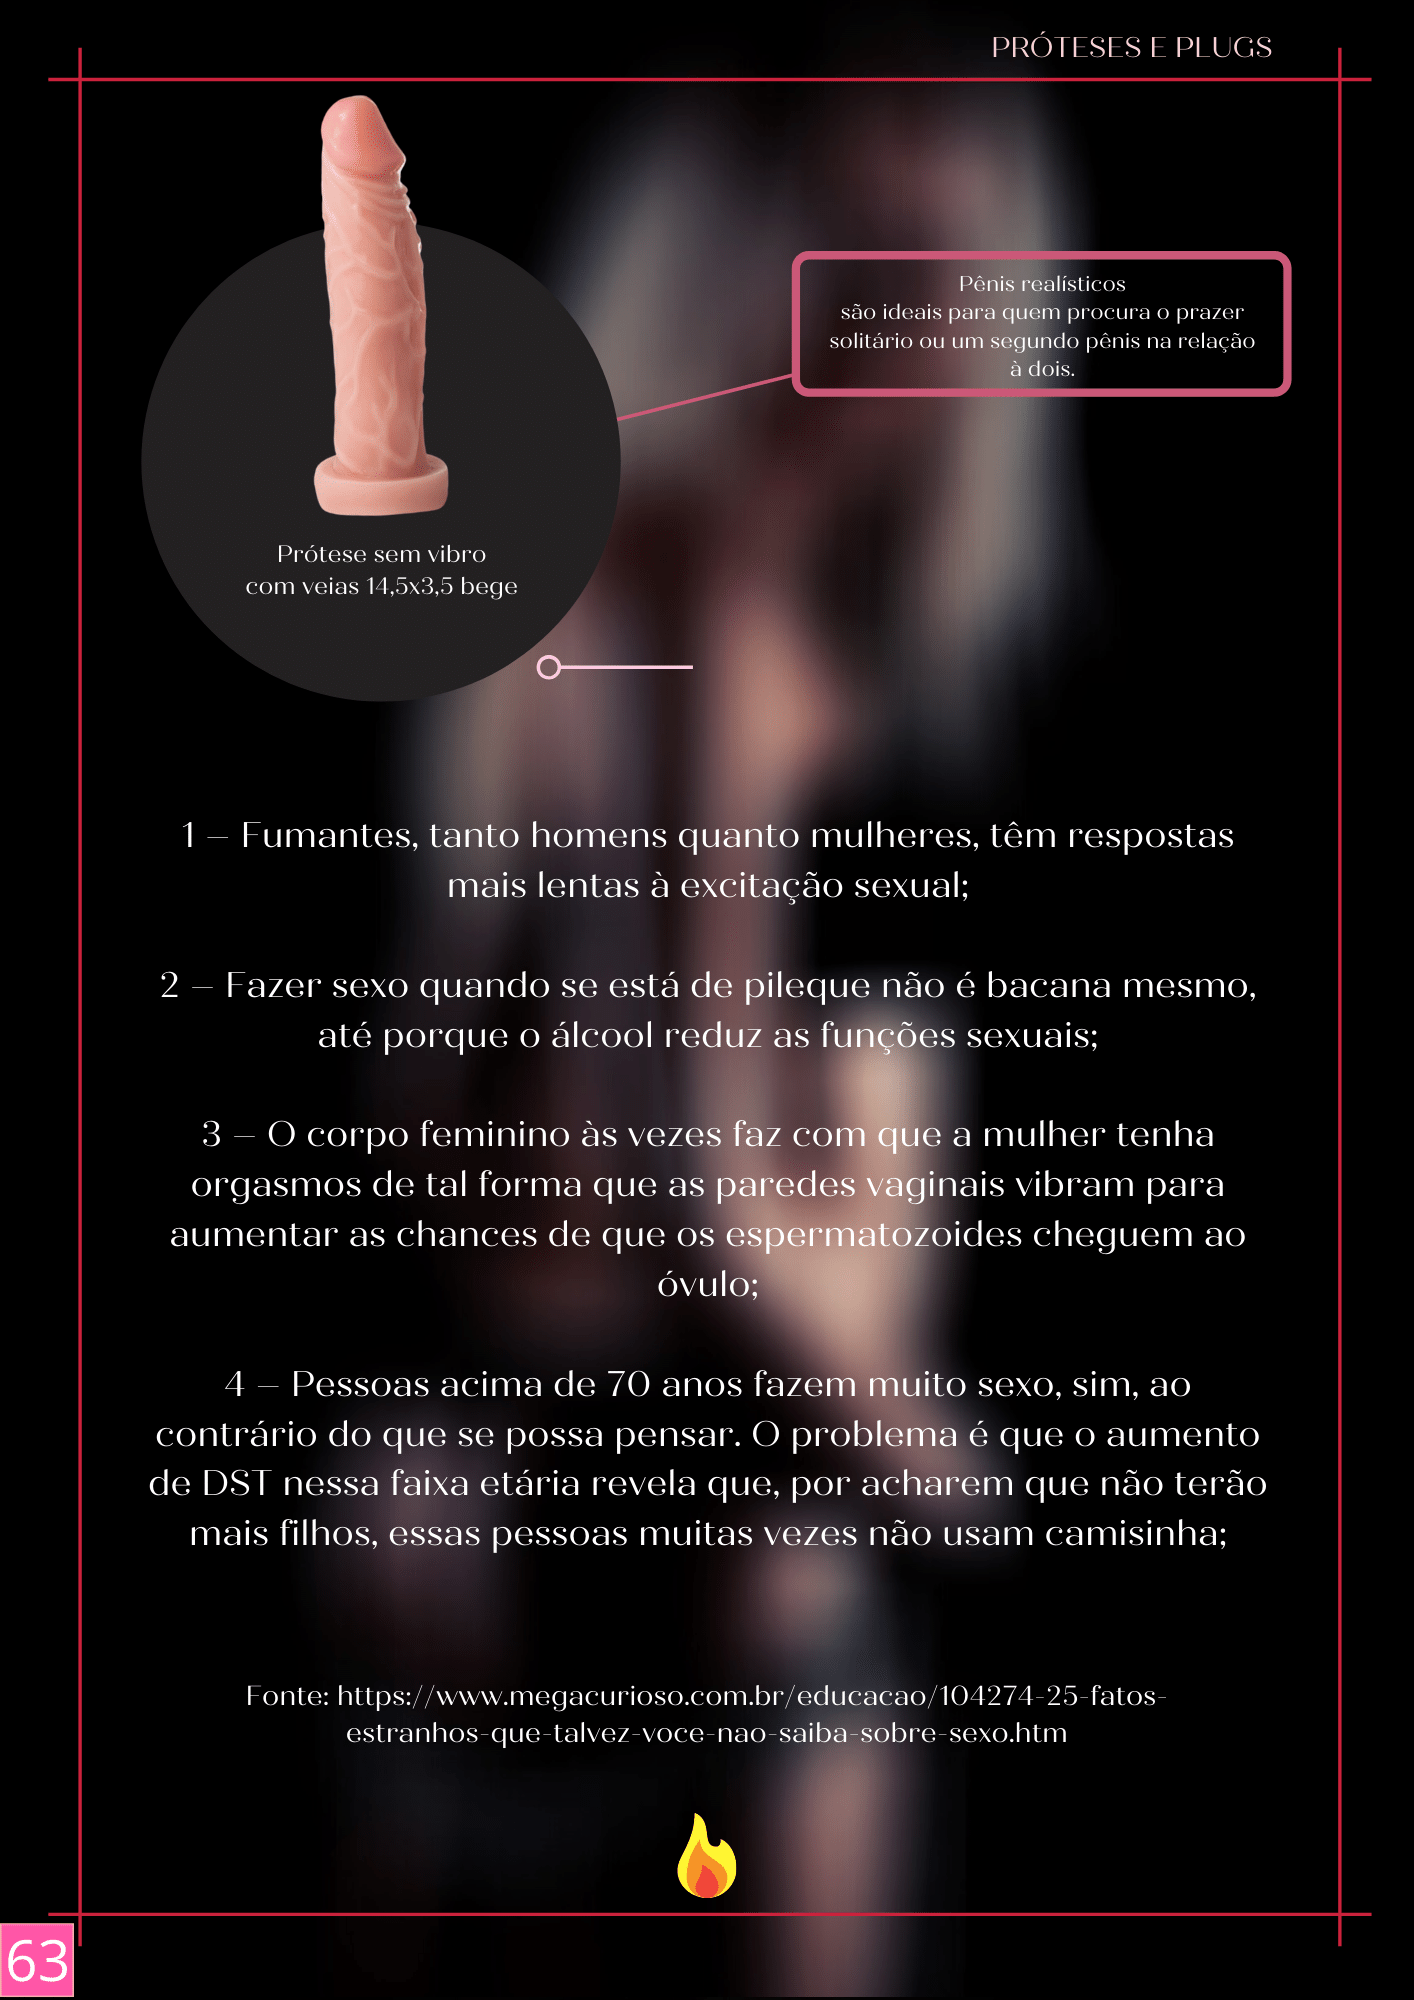 PRÓTESES E PLUGS
Pênis realísticos
são ideais para quem procura o prazer
solitário ou um segundo pênis na relação
à dois.
Prótese sem vibro
com veias 14,5x3,5 bege
1 – Fumantes, tanto homens quanto mulheres, têm respostas
mais lentas à excitação sexual;
2 – Fazer sexo quando se está de pileque não é bacana mesmo,
até porque o álcool reduz as funções sexuais;
3 – O corpo feminino às vezes faz com que a mulher tenha
orgasmos de tal forma que as paredes vaginais vibram para
aumentar as chances de que os espermatozoides cheguem ao
óvulo;
4 – Pessoas acima de 70 anos fazem muito sexo, sim, ao
contrário do que se possa pensar. O problema é que o aumento
de DST nessa faixa etária revela que, por acharem que não terão
mais filhos, essas pessoas muitas vezes não usam camisinha;
Fonte: https://www.megacurioso.com.br/educacao/104274-25-fatos-
estranhos-que-talvez-voce-nao-saiba-sobre-sexo.htm
63